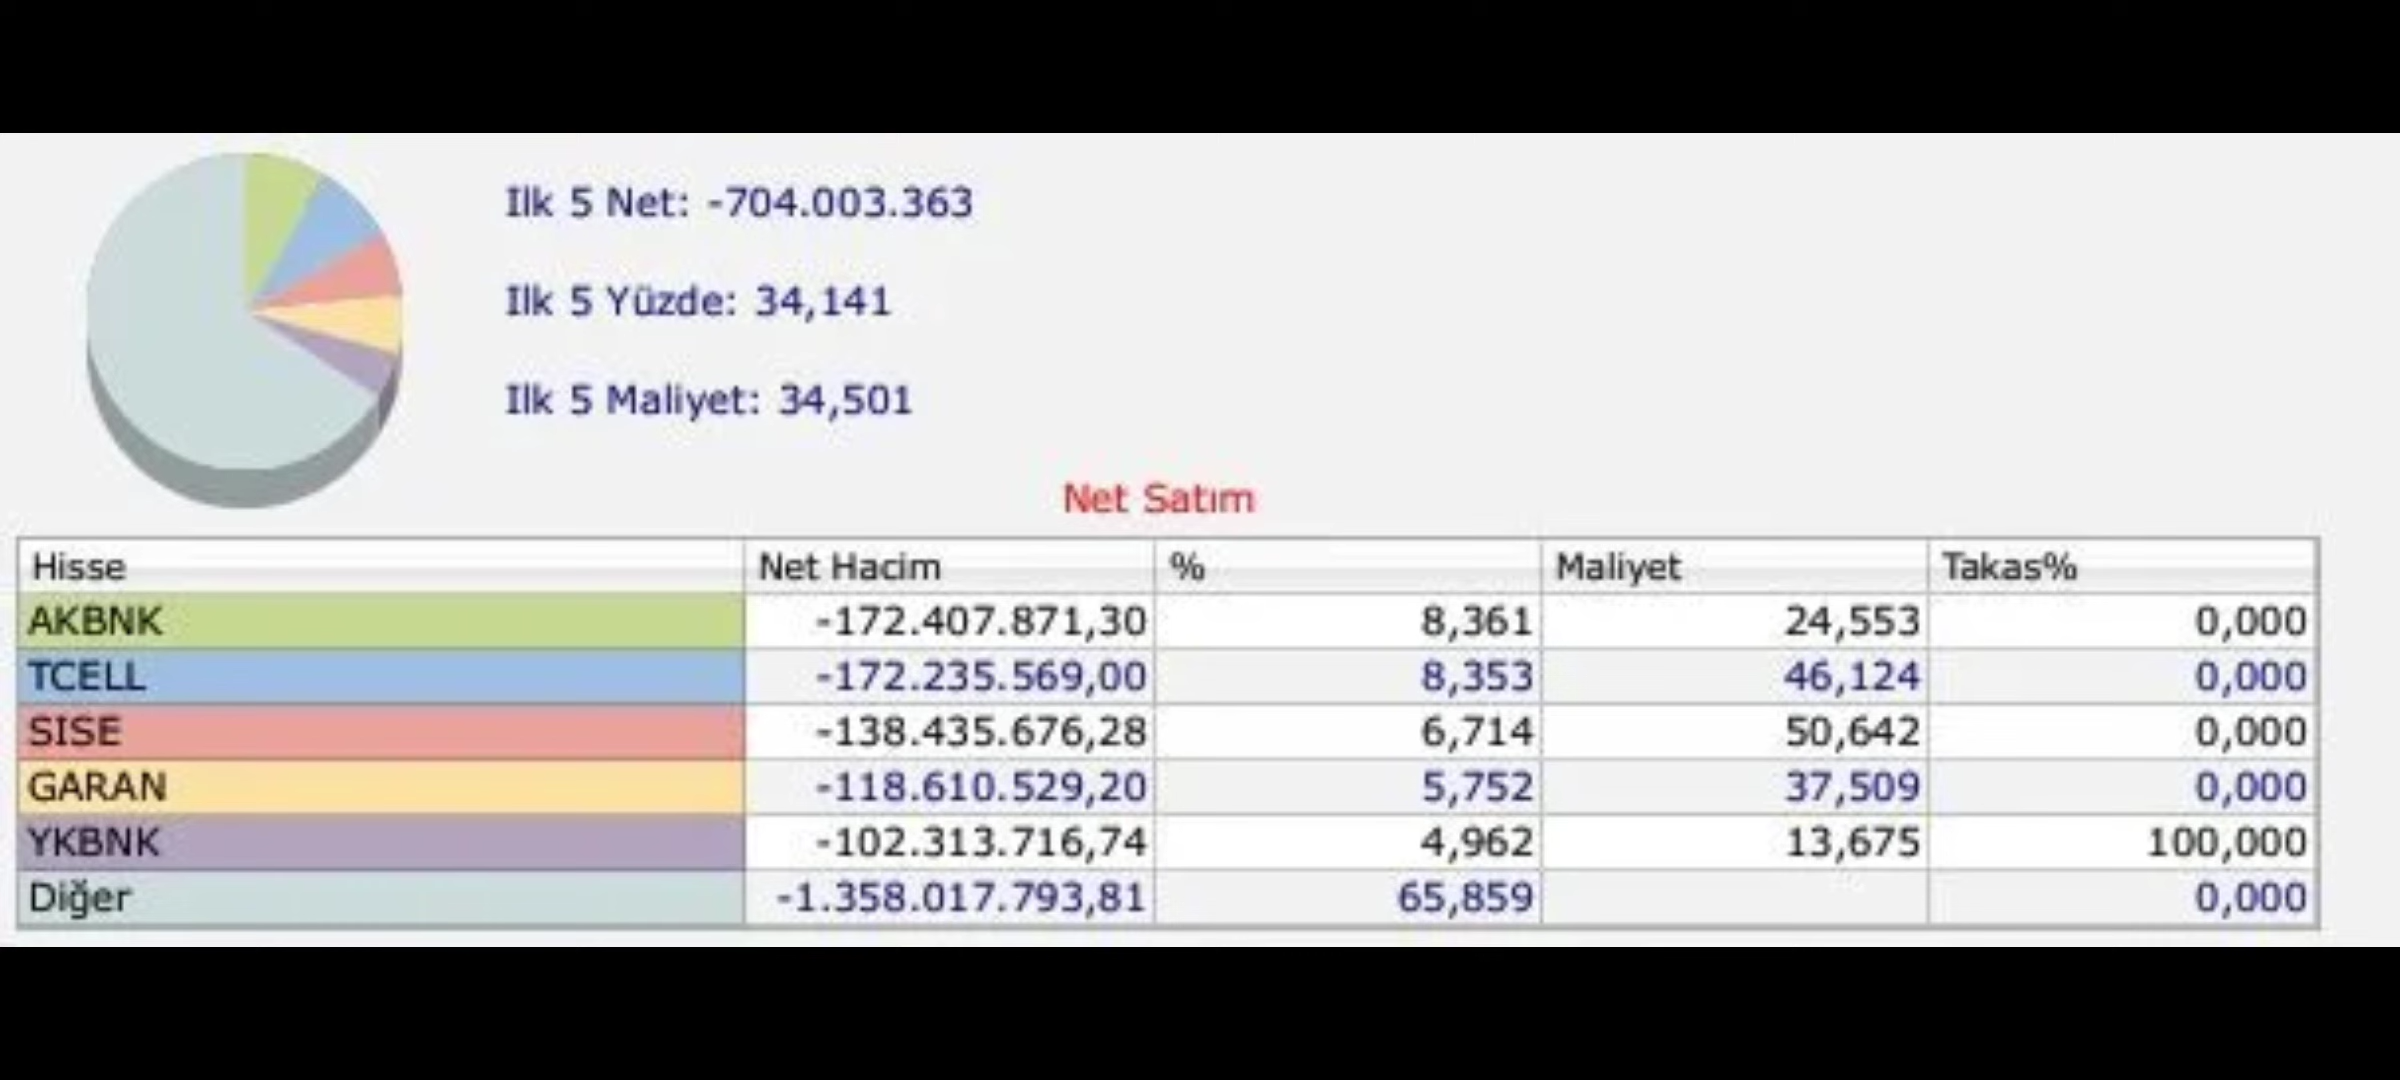 Ilk 5 Net: -704.003.363
Ilk 5 Yüzde: 34,141
Ilk 5 Maliyet: 34,501
Net Satım
Hisse Net Hacim % Maliyet Takas%
AKBNK -172.407.871,30 8,361 24,553 0,000
TCELL -172.235.569,00 8,353 46,124 0,000
SISE -138.435.676,28 6,714 50,642 0,000
GARAN -118.610.529,20 5,752 37,509 0,000
YKBNK -102.313.716,74 4,962 13,675 100,000
Diğer -1.358.017.793,81 65,859 0,000